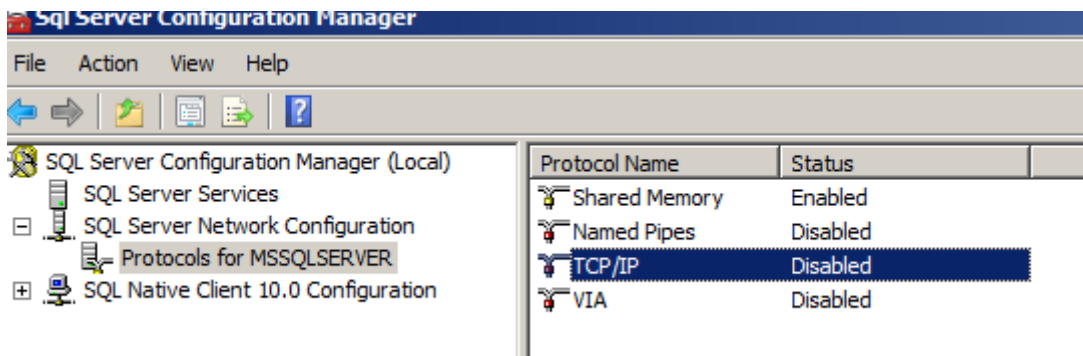 Sql Server Configuration Manager
File Action View Help
SQL Server Configuration Manager (Local)
SQL Server Services
SQL Server Network Configuration
Protocols for MSSQLSERVER
SQL Native Client 10.0 Configuration
Protocol Name Status
Shared Memory Enabled
Named Pipes Disabled
TCP/IP Disabled
VIA Disabled